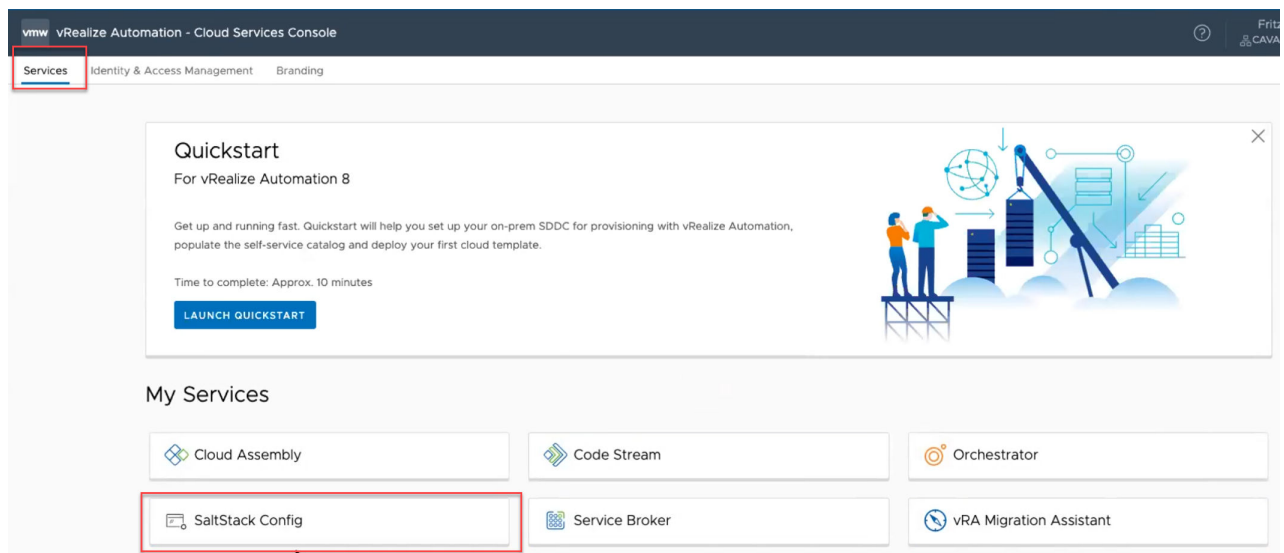 vmw vRealize Automation - Cloud Services Console
Fritz
CAVA
Services Identity & Access Management Branding
Quickstart
For vRealize Automation 8
Get up and running fast. Quickstart will help you set up your on-prem SDDC for provisioning with vRealize Automation,
populate the self-service catalog and deploy your first cloud template.
Time to complete: Approx. 10 minutes
LAUNCH QUICKSTART
My Services
Cloud Assembly Code Stream Orchestrator
SaltStack Config Service Broker vRA Migration Assistant